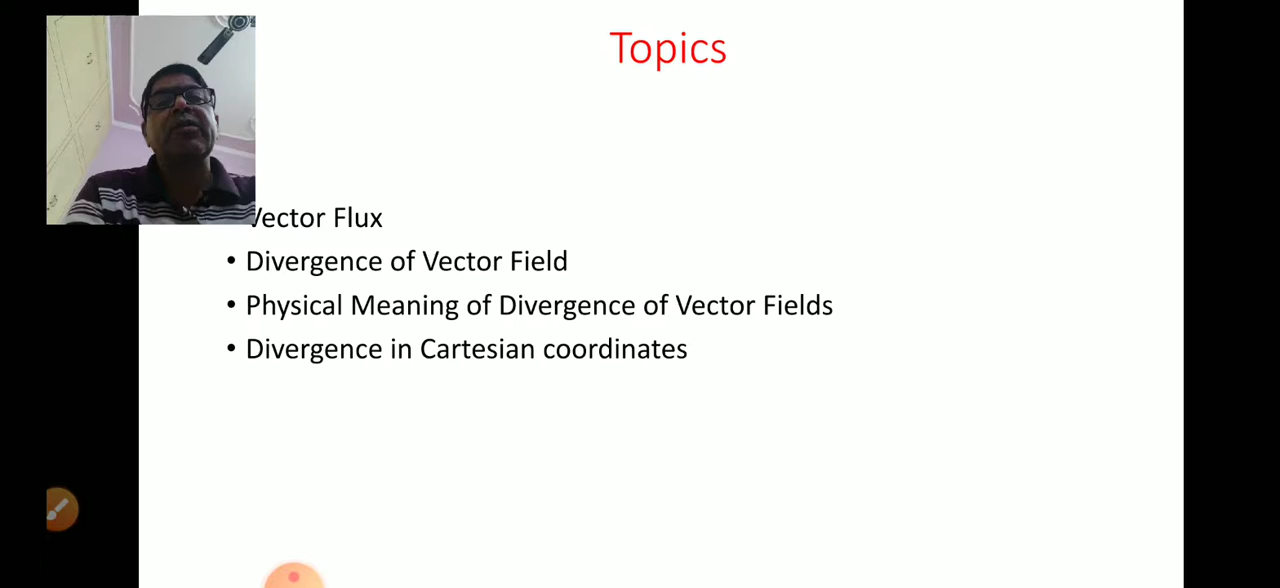 Topics
Vector Flux
• Divergence of Vector Field
• Physical Meaning of Divergence of Vector Fields
• Divergence in Cartesian coordinates